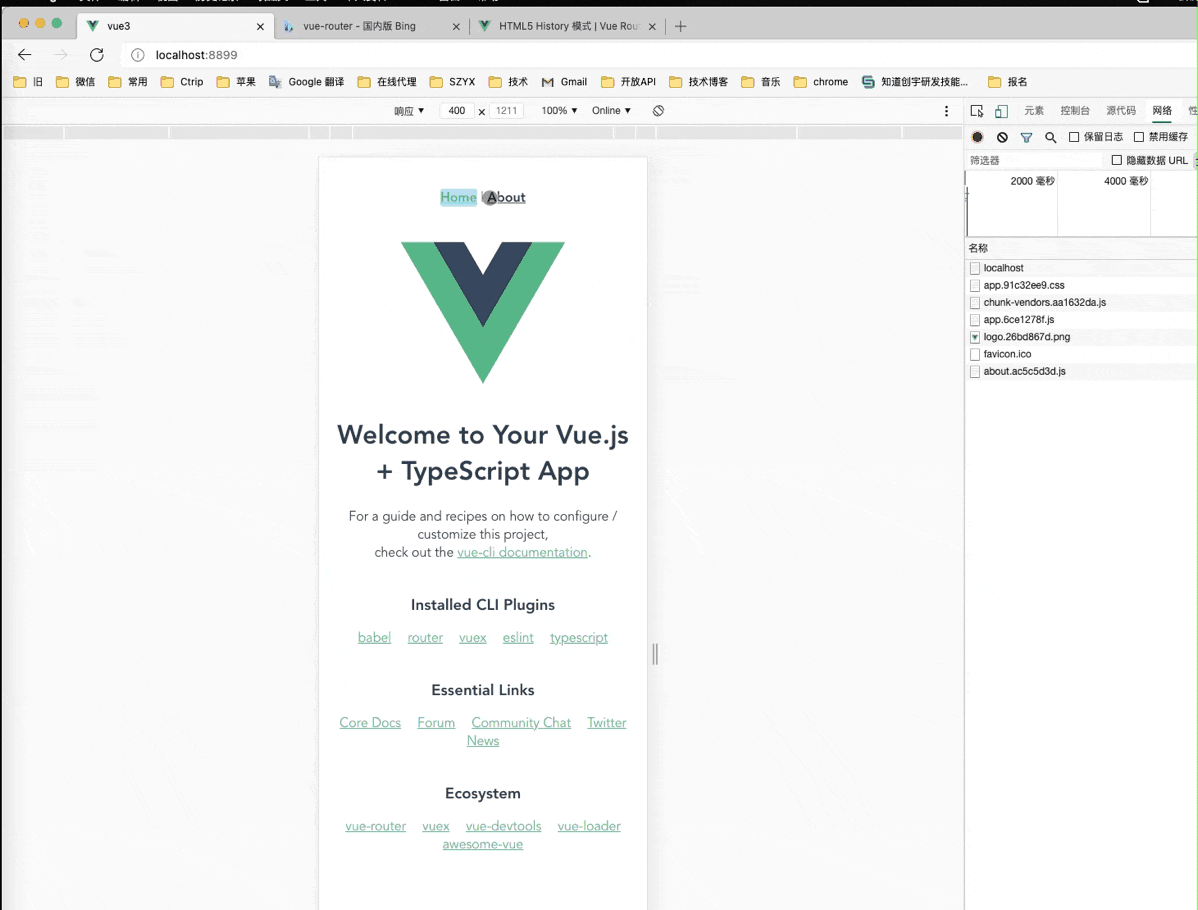 vue3
vue-router - 国内版 Bing
HTML5 History 模式 | Vue Rou
localhost:8899
旧 微信 常用 Ctrip 苹果 Google 翻译 在线代理 SZYX 技术 Gmail 开放API 技术博客 音乐 chrome 知道创宇研发技能... 报名
响应 400 x 1211 100% Online
元素 控制台 源代码 网络 性
保留日志 禁用缓存
筛选器 隐藏数据 URL
2000 毫秒 4000 毫秒
名称
localhost
app.91c32ee9.css
chunk-vendors.aa1632da.js
app.6ce1278f.js
logo.26bd867d.png
favicon.ico
about.ac5c5d3d.js
Home | About
Welcome to Your Vue.js
+ TypeScript App
For a guide and recipes on how to configure /
customize this project,
check out the vue-cli documentation.
Installed CLI Plugins
babel router vuex eslint typescript
Essential Links
Core Docs Forum Community Chat Twitter
News
Ecosystem
vue-router vuex vue-devtools vue-loader
awesome-vue